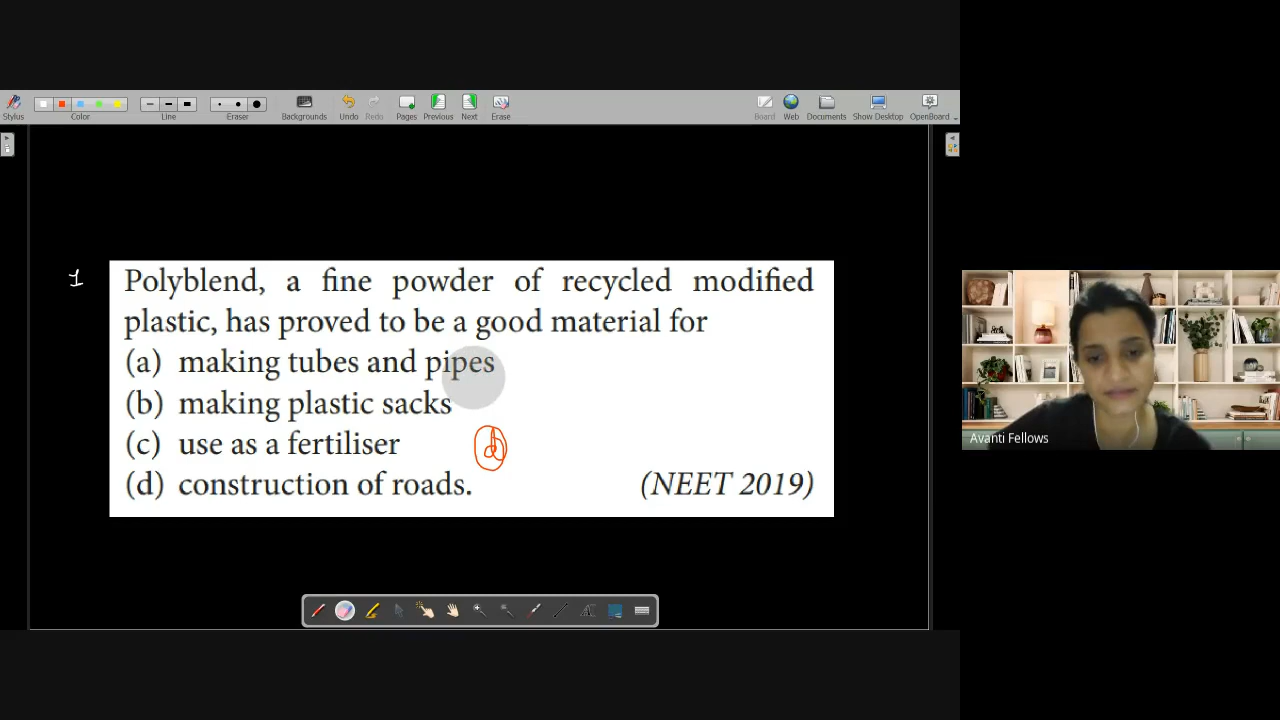 Stylus
Color
Line
Eraser
Backgrounds
Undo
Redo
Pages
Previous
Next
Erase
Board
Web
Documents
Show Desktop
OpenBoard
1
Polyblend, a fine powder of recycled modified
plastic, has proved to be a good material for
(a) making tubes and pipes
(b) making plastic sacks
(c) use as a fertiliser
d
(d) construction of roads. (NEET 2019)
Avanti Fellows